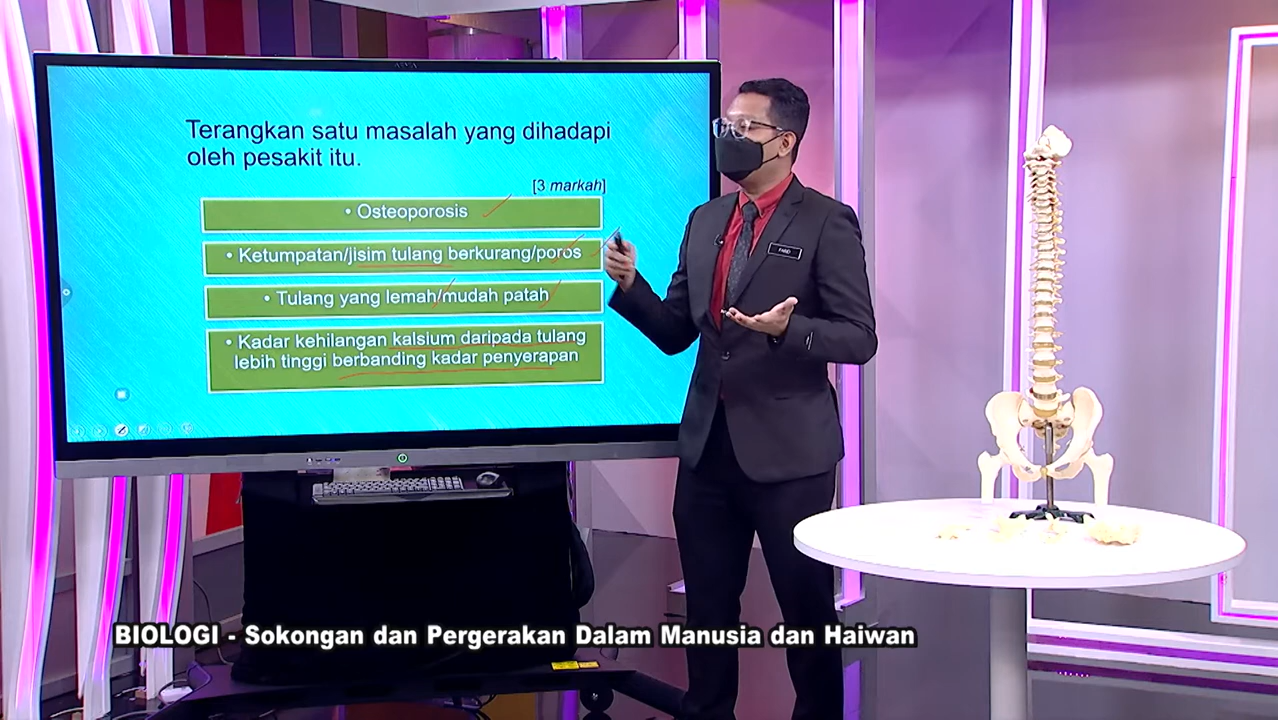 Terangkan satu masalah yang dihadapi
oleh pesakit itu.
[3 markah]
• Osteoporosis
• Ketumpatan/jisim tulang berkurang/poros
• Tulang yang lemah/mudah patah
• Kadar kehilangan kalsium daripada tulang
lebih tinggi berbanding kadar penyerapan
FARID
BIOLOGI - Sokongan dan Pergerakan Dalam Manusia dan Haiwan